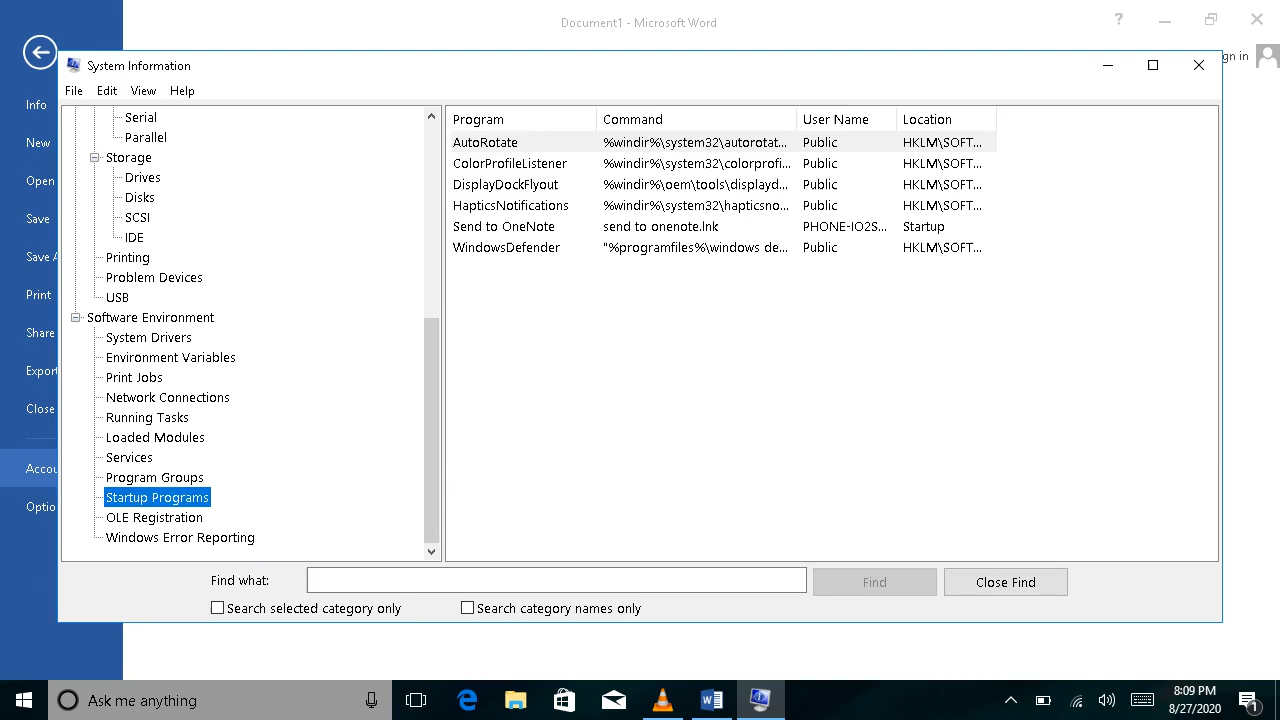 Document1 - Microsoft Word
?
gn in
System Information
File Edit View Help
Info
New
Open
Save
Save A
Print
Share
Export
Close
Accou
Optio
Serial
Parallel
Storage
Drives
Disks
SCSI
IDE
Printing
Problem Devices
USB
Software Environment
System Drivers
Environment Variables
Print Jobs
Network Connections
Running Tasks
Loaded Modules
Services
Program Groups
Startup Programs
OLE Registration
Windows Error Reporting
Program Command User Name Location
AutoRotate %windir%\system32\autorotat... Public HKLM\SOFT...
ColorProfileListener %windir%\system32\colorprofi... Public HKLM\SOFT...
DisplayDockFlyout %windir%\oem\tools\displayd... Public HKLM\SOFT...
HapticsNotifications %windir%\system32\hapticsno... Public HKLM\SOFT...
Send to OneNote send to onenote.lnk PHONE-IO2S... Startup
WindowsDefender "%programfiles%\windows de... Public HKLM\SOFT...
Find what: Find Close Find
Search selected category only Search category names only
Ask me anything
8:09 PM
8/27/2020
1